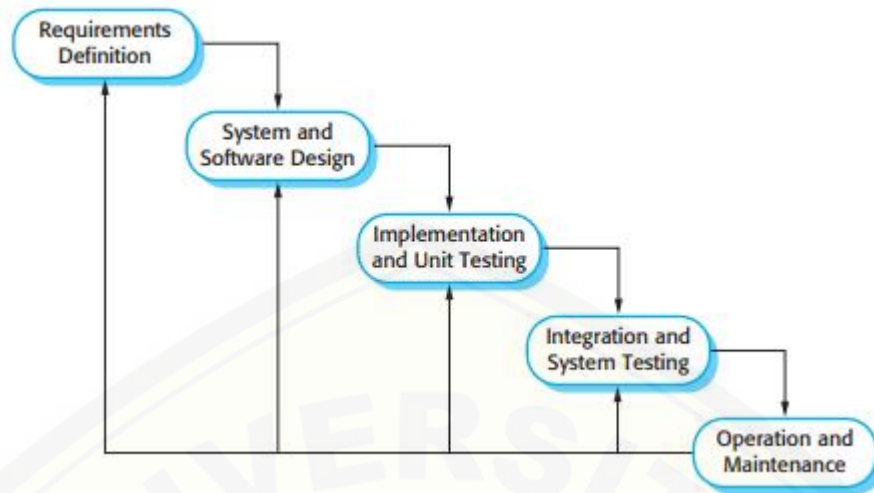 Requirements
Definition
System and
Software Design
Implementation
and Unit Testing
Integration and
System Testing
Operation and
Maintenance